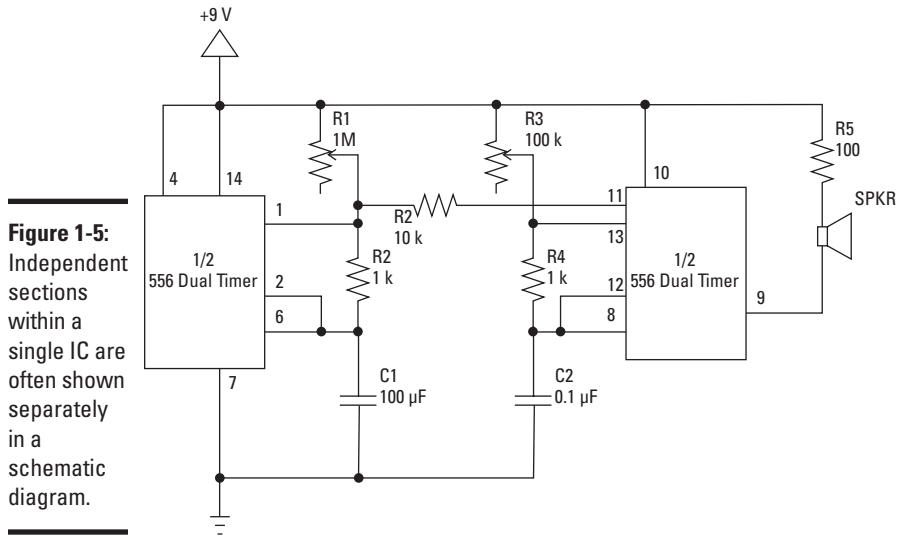 +9 V
R1
1M
R3
100 k
R5
100
4
14
10
SPKR
1
11
R2
10 k
13
Figure 1-5:
Independent
sections
within a
single IC are
often shown
separately
in a
schematic
diagram.
1/2
556 Dual Timer
R2
1 k
R4
1 k
1/2
556 Dual Timer
2
12
9
6
8
7
C1
100 µF
C2
0.1 µF